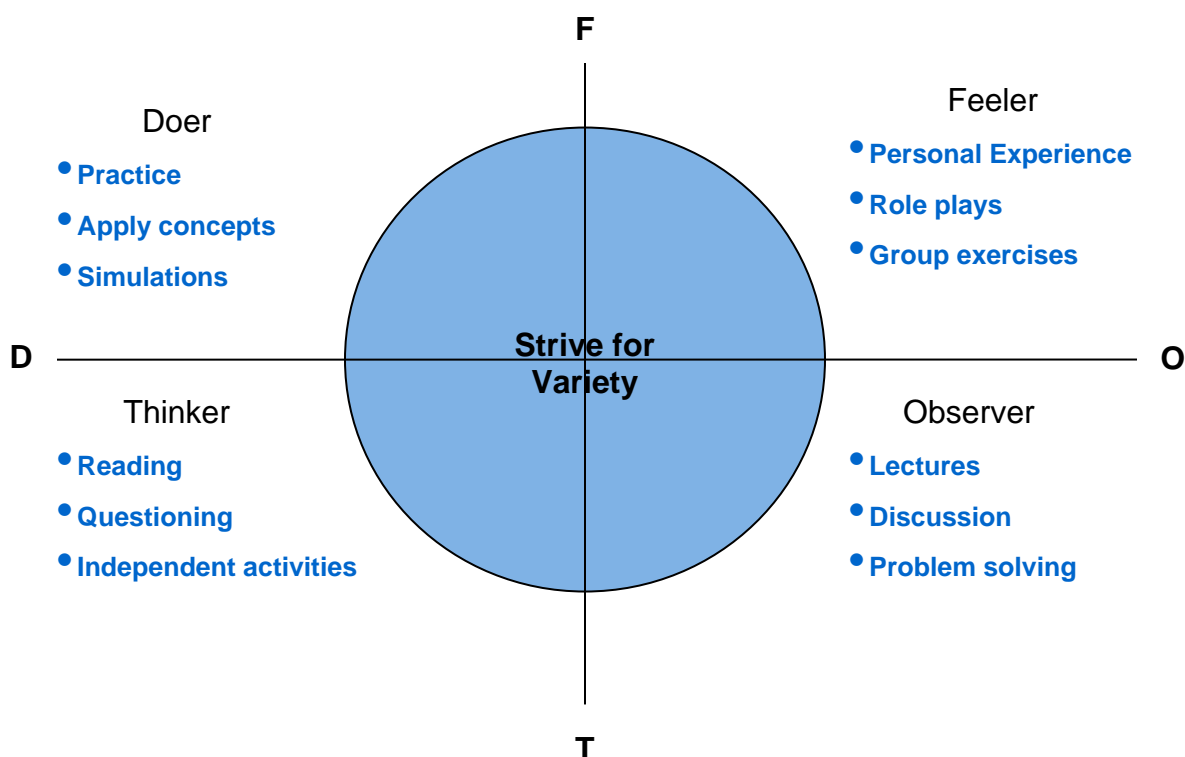 F
Doer
• Practice
• Apply concepts
• Simulations
Feeler
• Personal Experience
• Role plays
• Group exercises
D
Strive for
Variety
O
Thinker
• Reading
• Questioning
• Independent activities
Observer
• Lectures
• Discussion
• Problem solving
T